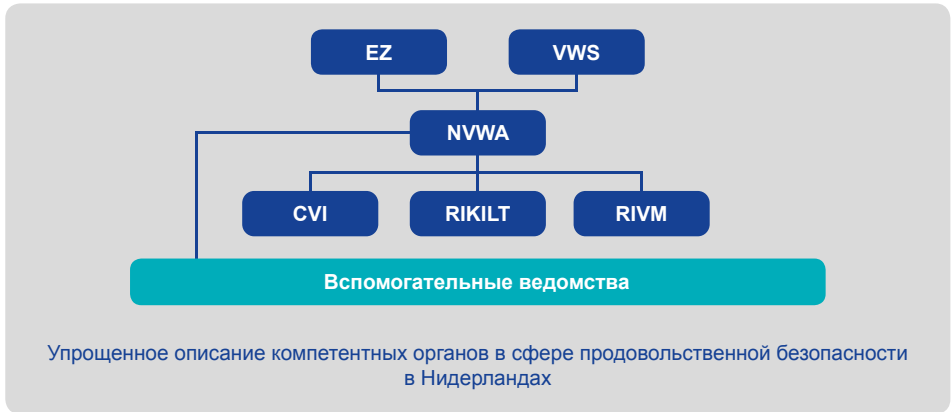 EZ
VWS
NVWA
CVI
RIKILT
RIVM
Вспомогательные ведомства
Упрощенное описание компетентных органов в сфере продовольственной безопасности
в Нидерландах